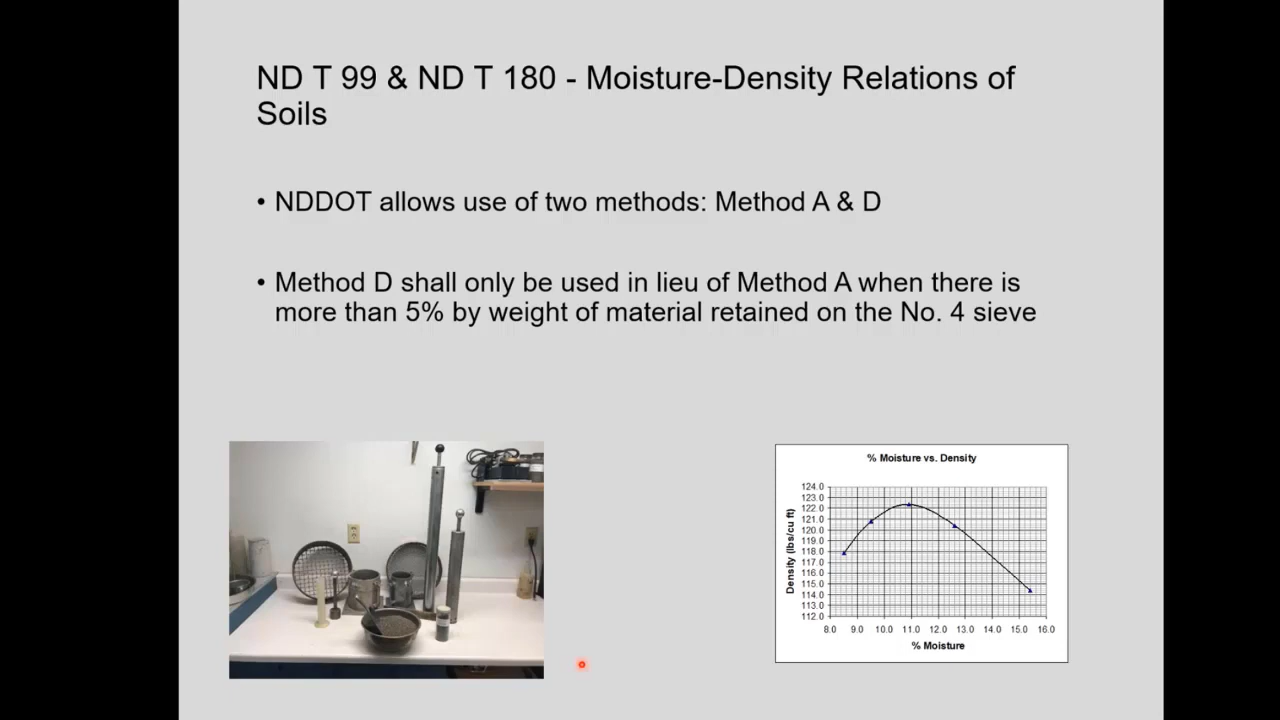 ND T 99 & ND T 180 - Moisture-Density Relations of
Soils
• NDDOT allows use of two methods: Method A & D
• Method D shall only be used in lieu of Method A when there is
more than 5% by weight of material retained on the No. 4 sieve
% Moisture vs. Density
Density (lbs/cu ft)
124.0
123.0
122.0
121.0
120.0
119.0
118.0
117.0
116.0
115.0
114.0
113.0
112.0
8.0 9.0 10.0 11.0 12.0 13.0 14.0 15.0 16.0
% Moisture